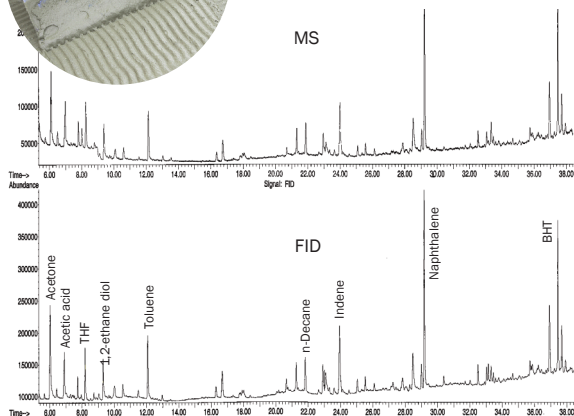 MS
150000
100000
50000
Time-->
6.00 8.00 10.00 12.00 14.00 16.00 18.00 20.00 22.00 24.00 26.00 28.00 30.00 32.00 34.00 36.00 38.0
Abundance
Signal: FID
400000
350000
300000
250000
200000
150000
100000
FID
Acetone
Acetic acid
THF
1,2-ethane diol
Toluene
n-Decane
Indene
Naphthalene
BHT
Time-->
6.00 8.00 10.00 12.00 14.00 16.00 18.00 20.00 22.00 24.00 26.00 28.00 30.00 32.00 34.00 36.00 38.0